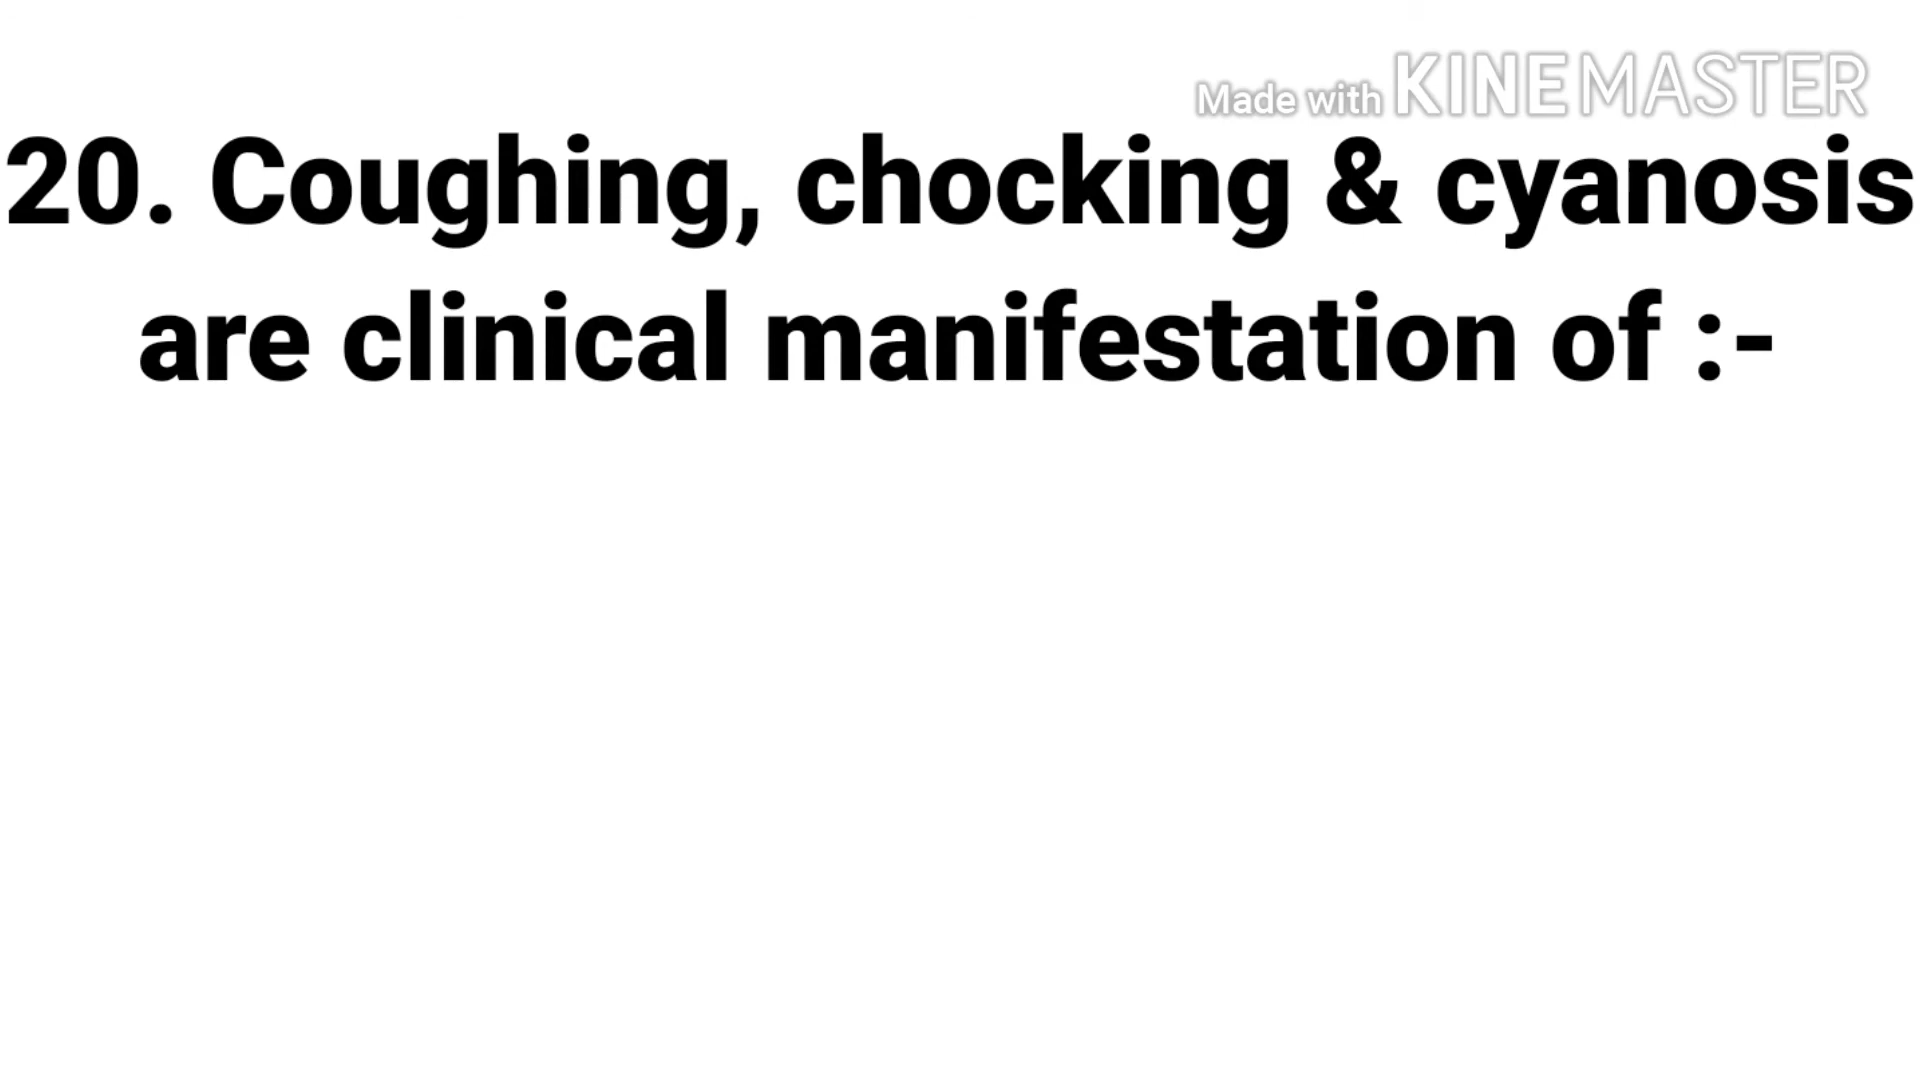 Made with KINEMASTER
20. Coughing, chocking & cyanosis
are clinical manifestation of :-